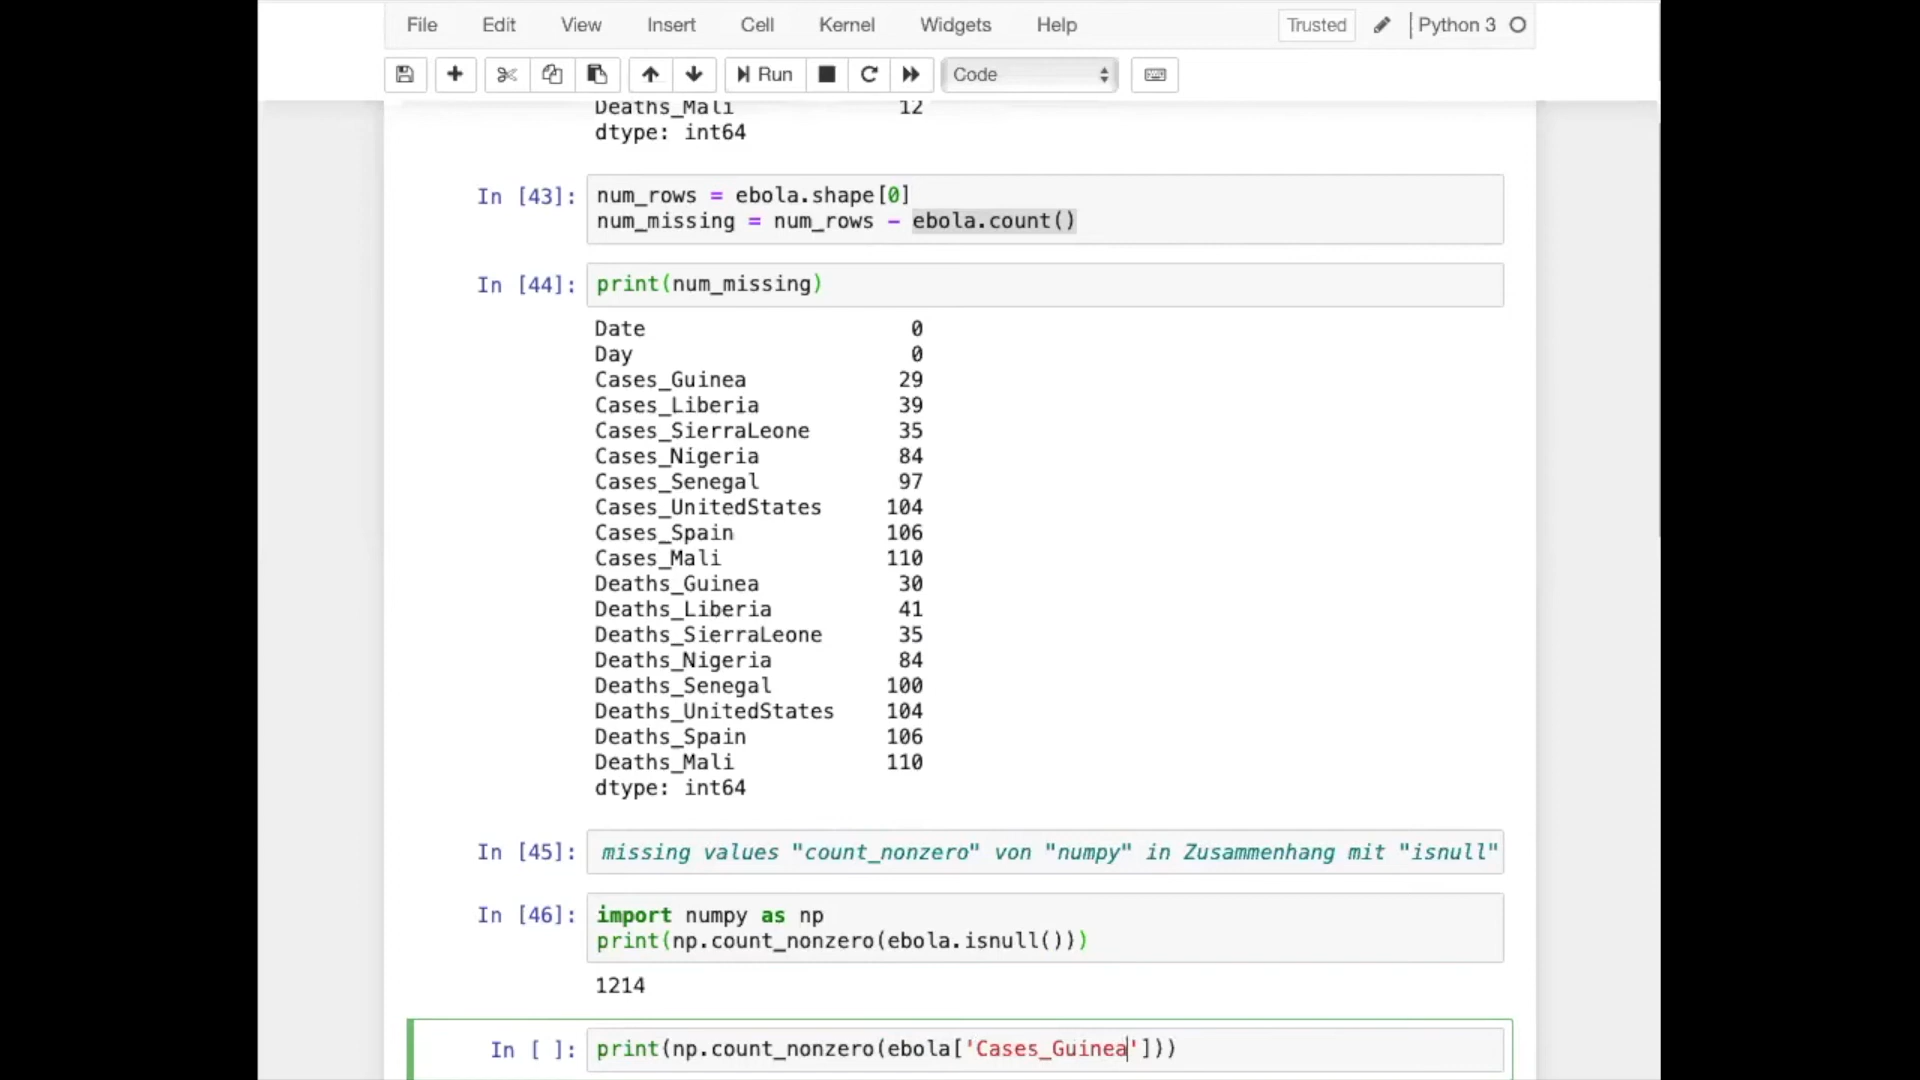 File Edit View Insert Cell Kernel Widgets Help Trusted Python 3
Run Code
Deaths_Mali 12
dtype: int64
In [43]: num_rows = ebola.shape[0]
num_missing = num_rows - ebola.count()
In [44]: print(num_missing)
Date 0
Day 0
Cases_Guinea 29
Cases_Liberia 39
Cases_SierraLeone 35
Cases_Nigeria 84
Cases_Senegal 97
Cases_UnitedStates 104
Cases_Spain 106
Cases_Mali 110
Deaths_Guinea 30
Deaths_Liberia 41
Deaths_SierraLeone 35
Deaths_Nigeria 84
Deaths_Senegal 100
Deaths_UnitedStates 104
Deaths_Spain 106
Deaths_Mali 110
dtype: int64
In [45]: missing values "count_nonzero" von "numpy" in Zusammenhang mit "isnull"
In [46]: import numpy as np
print(np.count_nonzero(ebola.isnull()))
1214
In [ ]: print(np.count_nonzero(ebola['Cases_Guinea']))